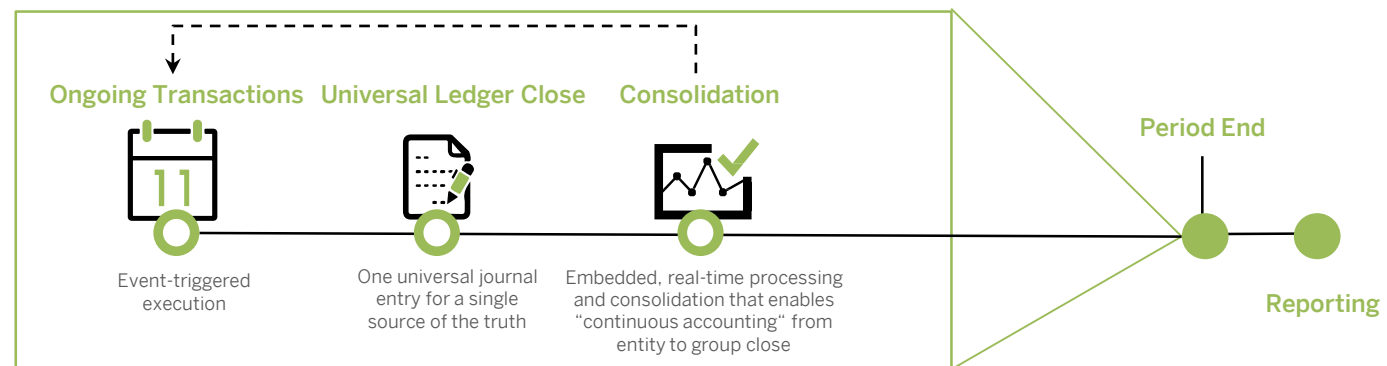 Ongoing Transactions
Universal Ledger Close
Consolidation
11
Event-triggered
execution
One universal journal
entry for a single
source of the truth
Embedded, real-time processing
and consolidation that enables
“continuous accounting“ from
entity to group close
Period End
Reporting